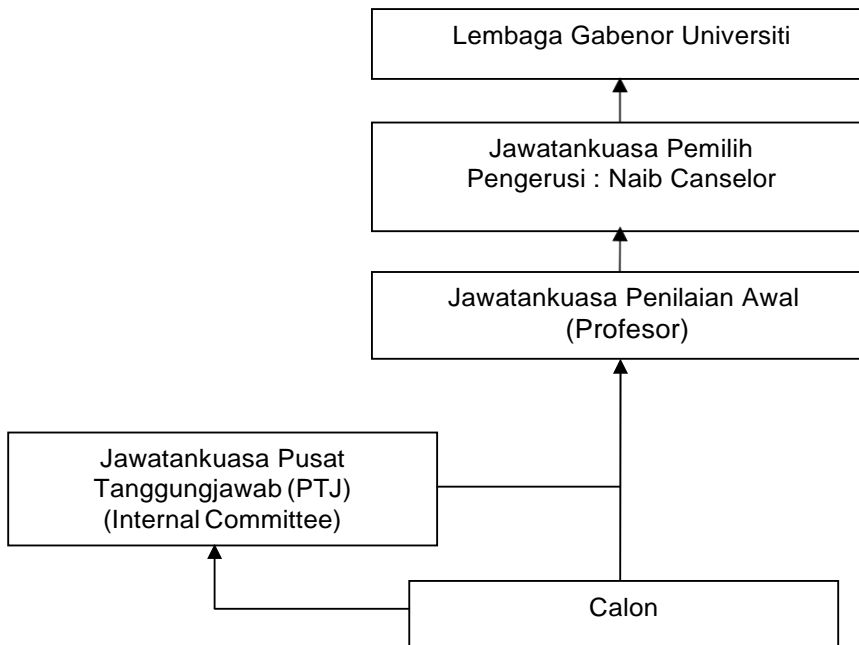 Lembaga Gabenor Universiti
Jawatankuasa Pemilih
Pengerusi : Naib Canselor
Jawatankuasa Penilaian Awal
(Profesor)
Jawatankuasa Pusat
Tanggungjawab (PTJ)
(Internal Committee)
Calon